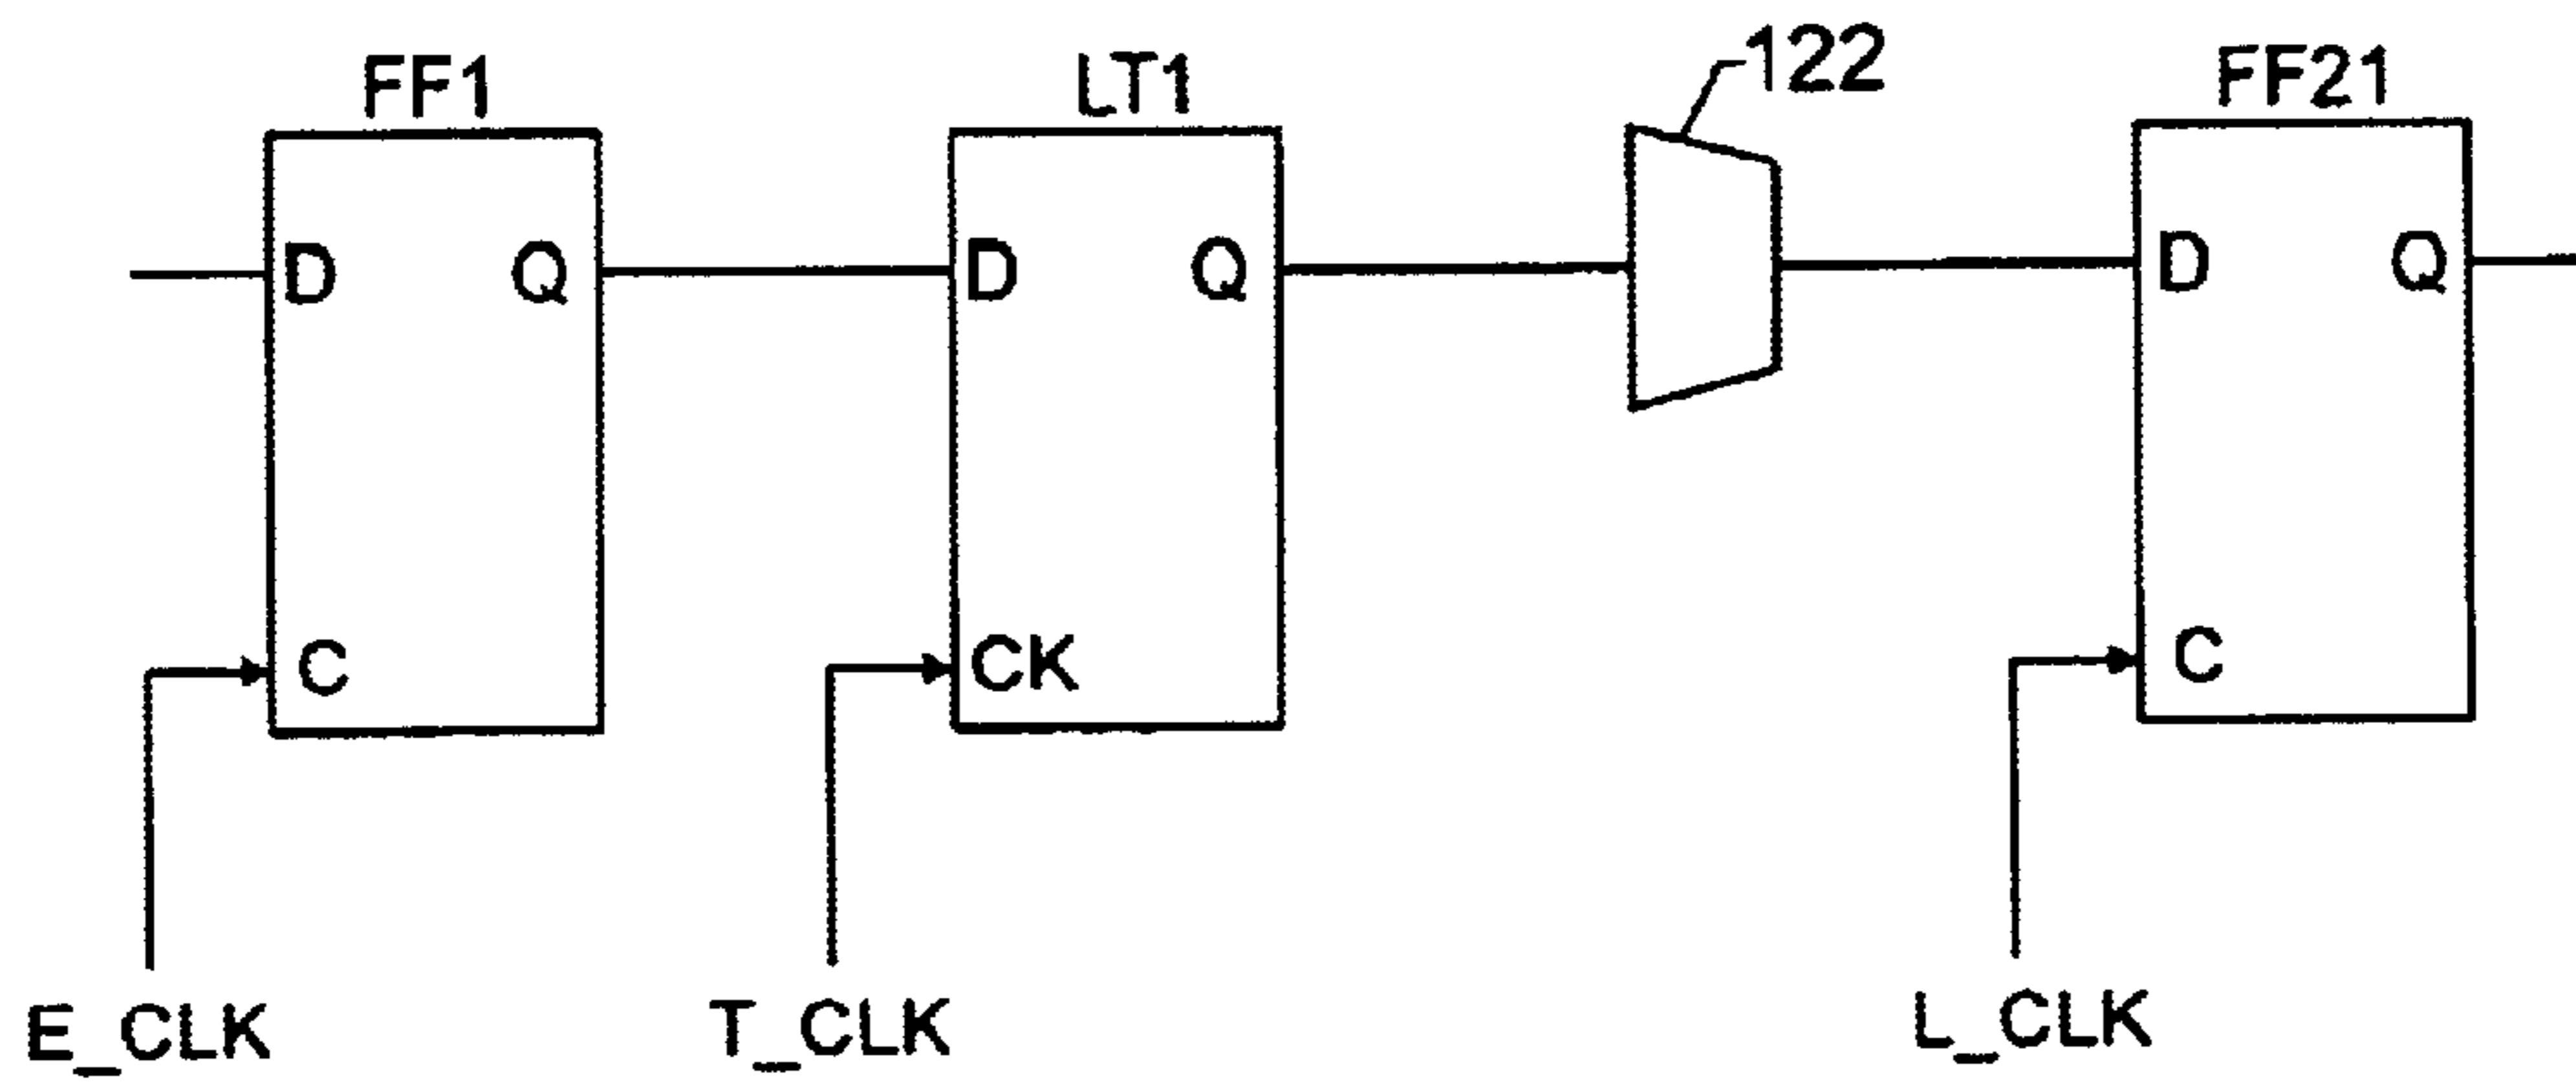 FF1 LT1 122 FF21
D Q D Q D Q
C CK C
E_CLK T_CLK L_CLK